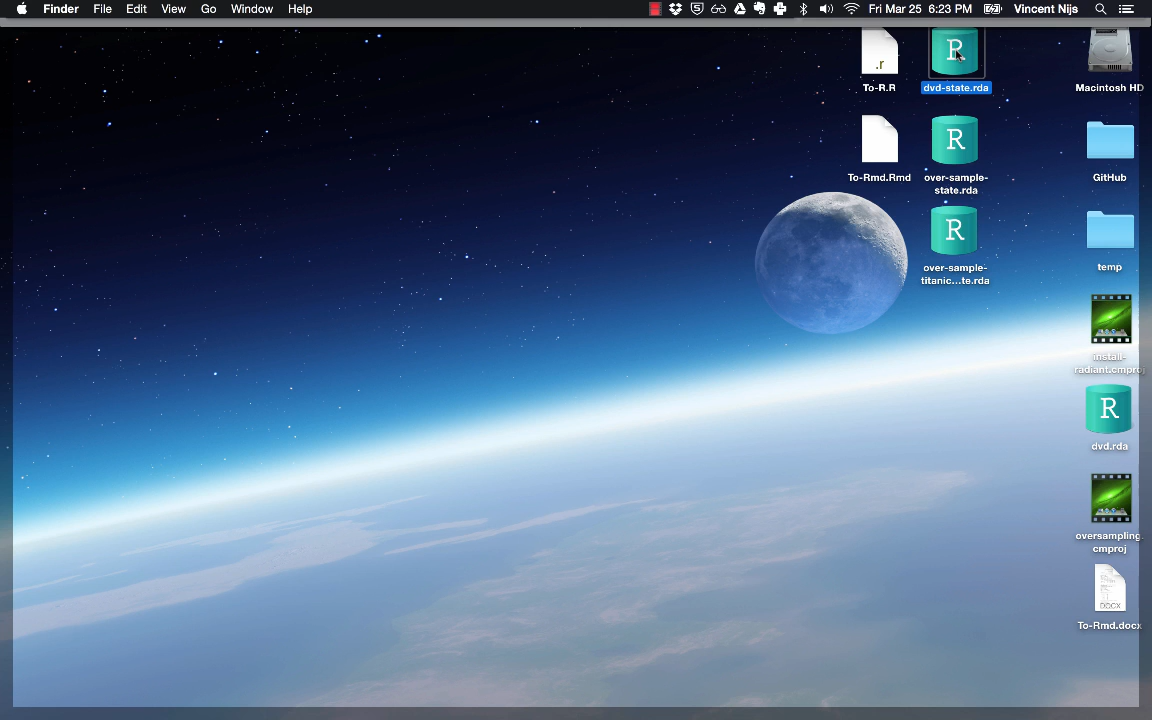 Finder File Edit View Go Window Help
5
Fri Mar 25 6:23 PM Vincent Nijs
.r
R
To-R.R
dvd-state.rda
Macintosh HD
R
To-Rmd.Rmd
over-sample-
state.rda
GitHub
R
over-sample-
titanic...te.rda
temp
install-
radiant.cmproj
R
dvd.rda
oversampling.
cmproj
DOCX
To-Rmd.docx